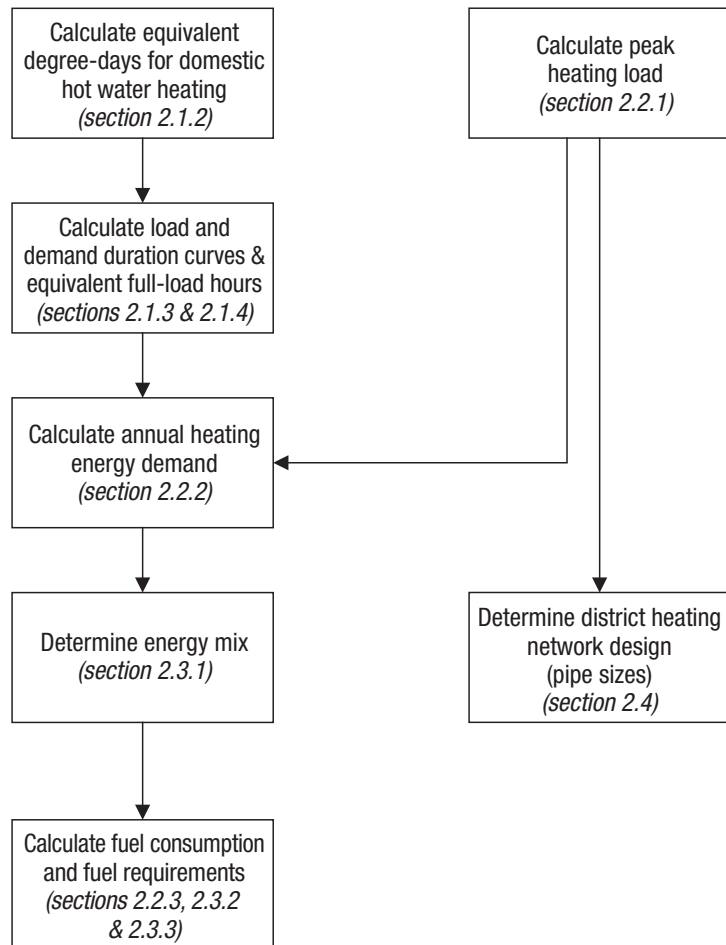 Calculate equivalent
degree-days for domestic
hot water heating
(section 2.1.2)
Calculate peak
heating load
(section 2.2.1)
Calculate load and
demand duration curves &
equivalent full-load hours
(sections 2.1.3 & 2.1.4)
Calculate annual heating
energy demand
(section 2.2.2)
Determine energy mix
(section 2.3.1)
Determine district heating
network design
(pipe sizes)
(section 2.4)
Calculate fuel consumption
and fuel requirements
(sections 2.2.3, 2.3.2
& 2.3.3)